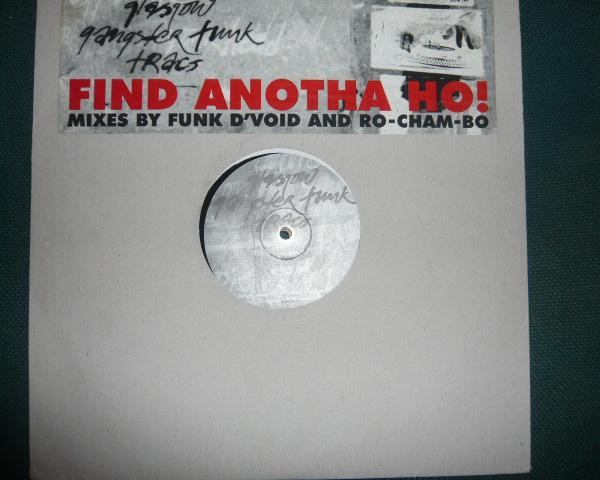 glasgow
gangster funk
tracs
FIND ANOTHA HO!
MIXES BY FUNK D'VOID AND RO-CHAM-BO
glasgow
gangster funk
tracs